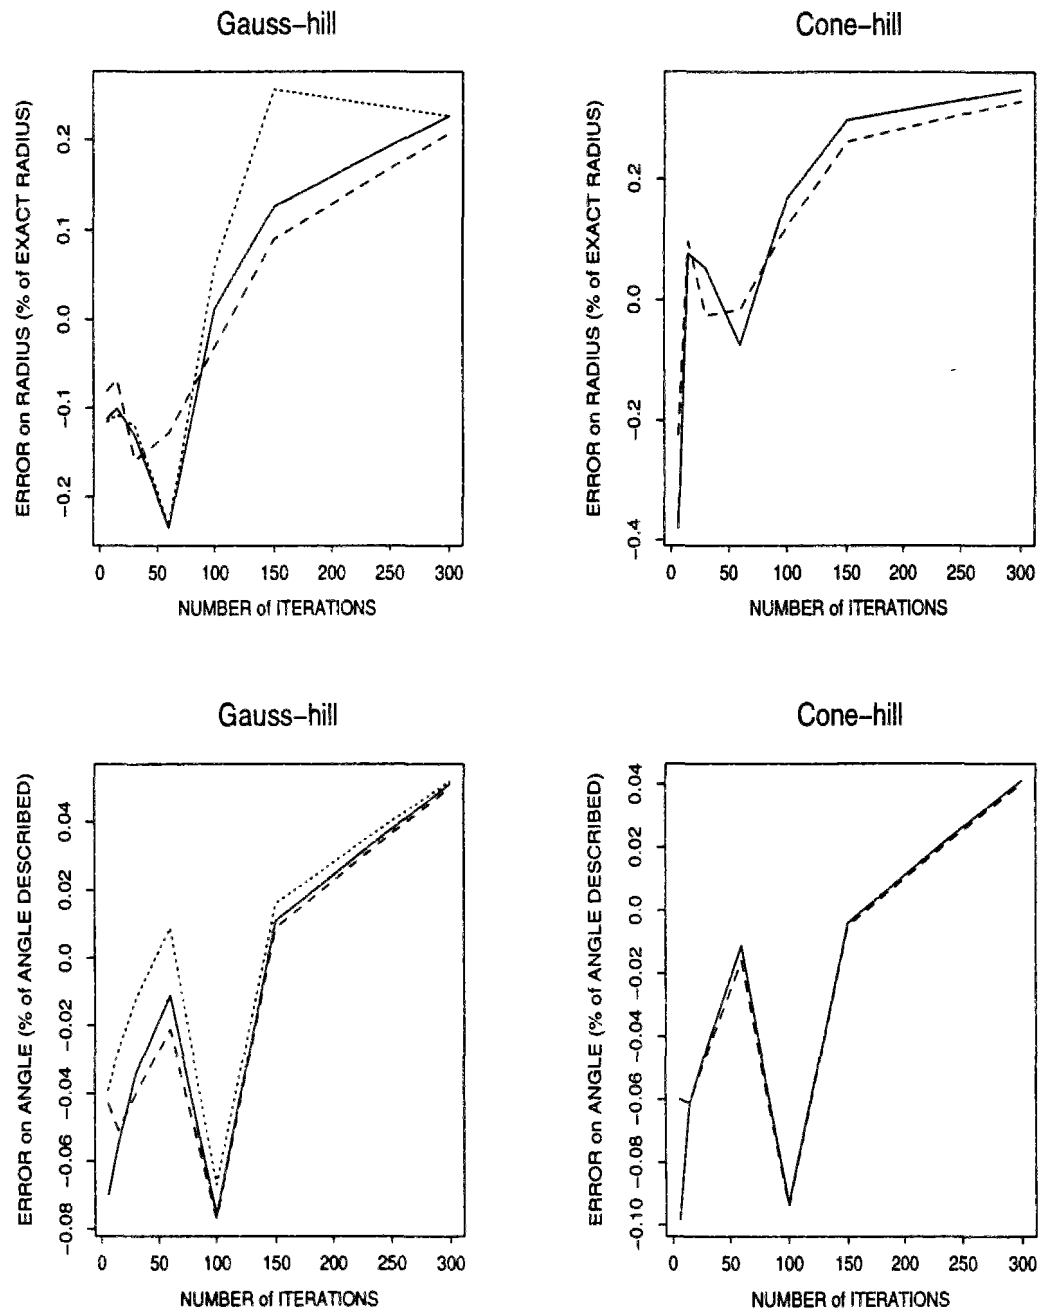 Gauss-hill
ERROR on RADIUS (% of EXACT RADIUS)
0.2
0.1
0.0
-0.1
-0.2
0 50 100 150 200 250 300
NUMBER of ITERATIONS
Cone-hill
ERROR on RADIUS (% of EXACT RADIUS)
0.2
0.0
-0.2
-0.4
0 50 100 150 200 250 300
NUMBER of ITERATIONS
Gauss-hill
ERROR on ANGLE (% of ANGLE DESCRIBED)
0.04
0.02
0.0
-0.02
-0.04
-0.06
-0.08
0 50 100 150 200 250 300
NUMBER of ITERATIONS
Cone-hill
ERROR on ANGLE (% of ANGLE DESCRIBED)
0.04
0.02
0.0
-0.02
-0.04
-0.06
-0.08
-0.10
0 50 100 150 200 250 300
NUMBER of ITERATIONS